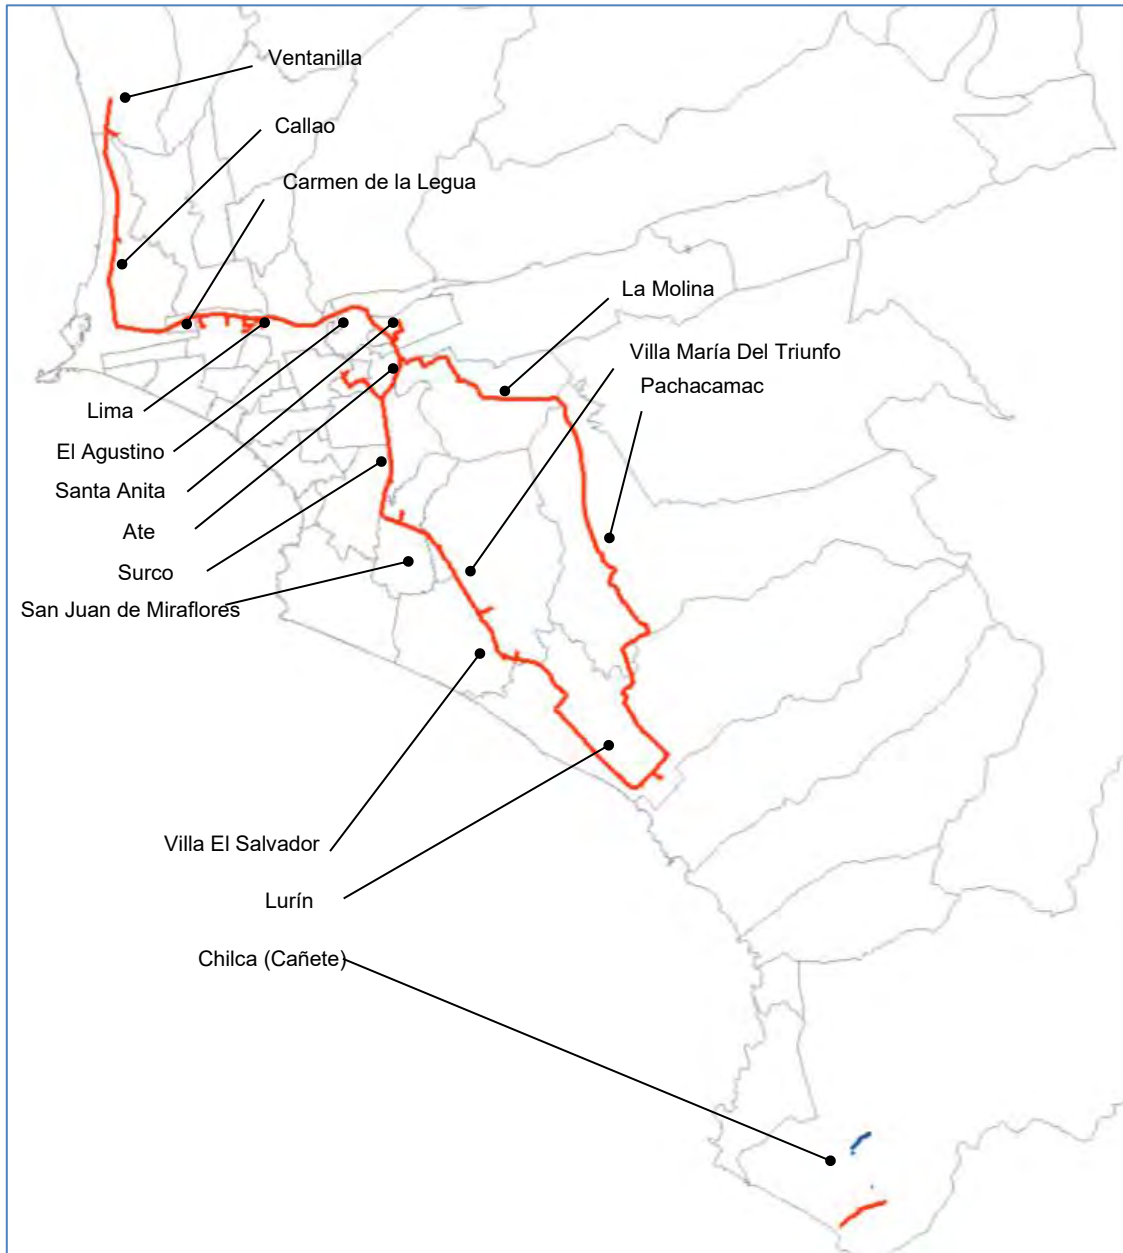 Ventanilla
Callao
Carmen de la Legua
La Molina
Villa María Del Triunfo
Pachacamac
Lima
El Agustino
Santa Anita
Ate
Surco
San Juan de Miraflores
Villa El Salvador
Lurín
Chilca (Cañete)